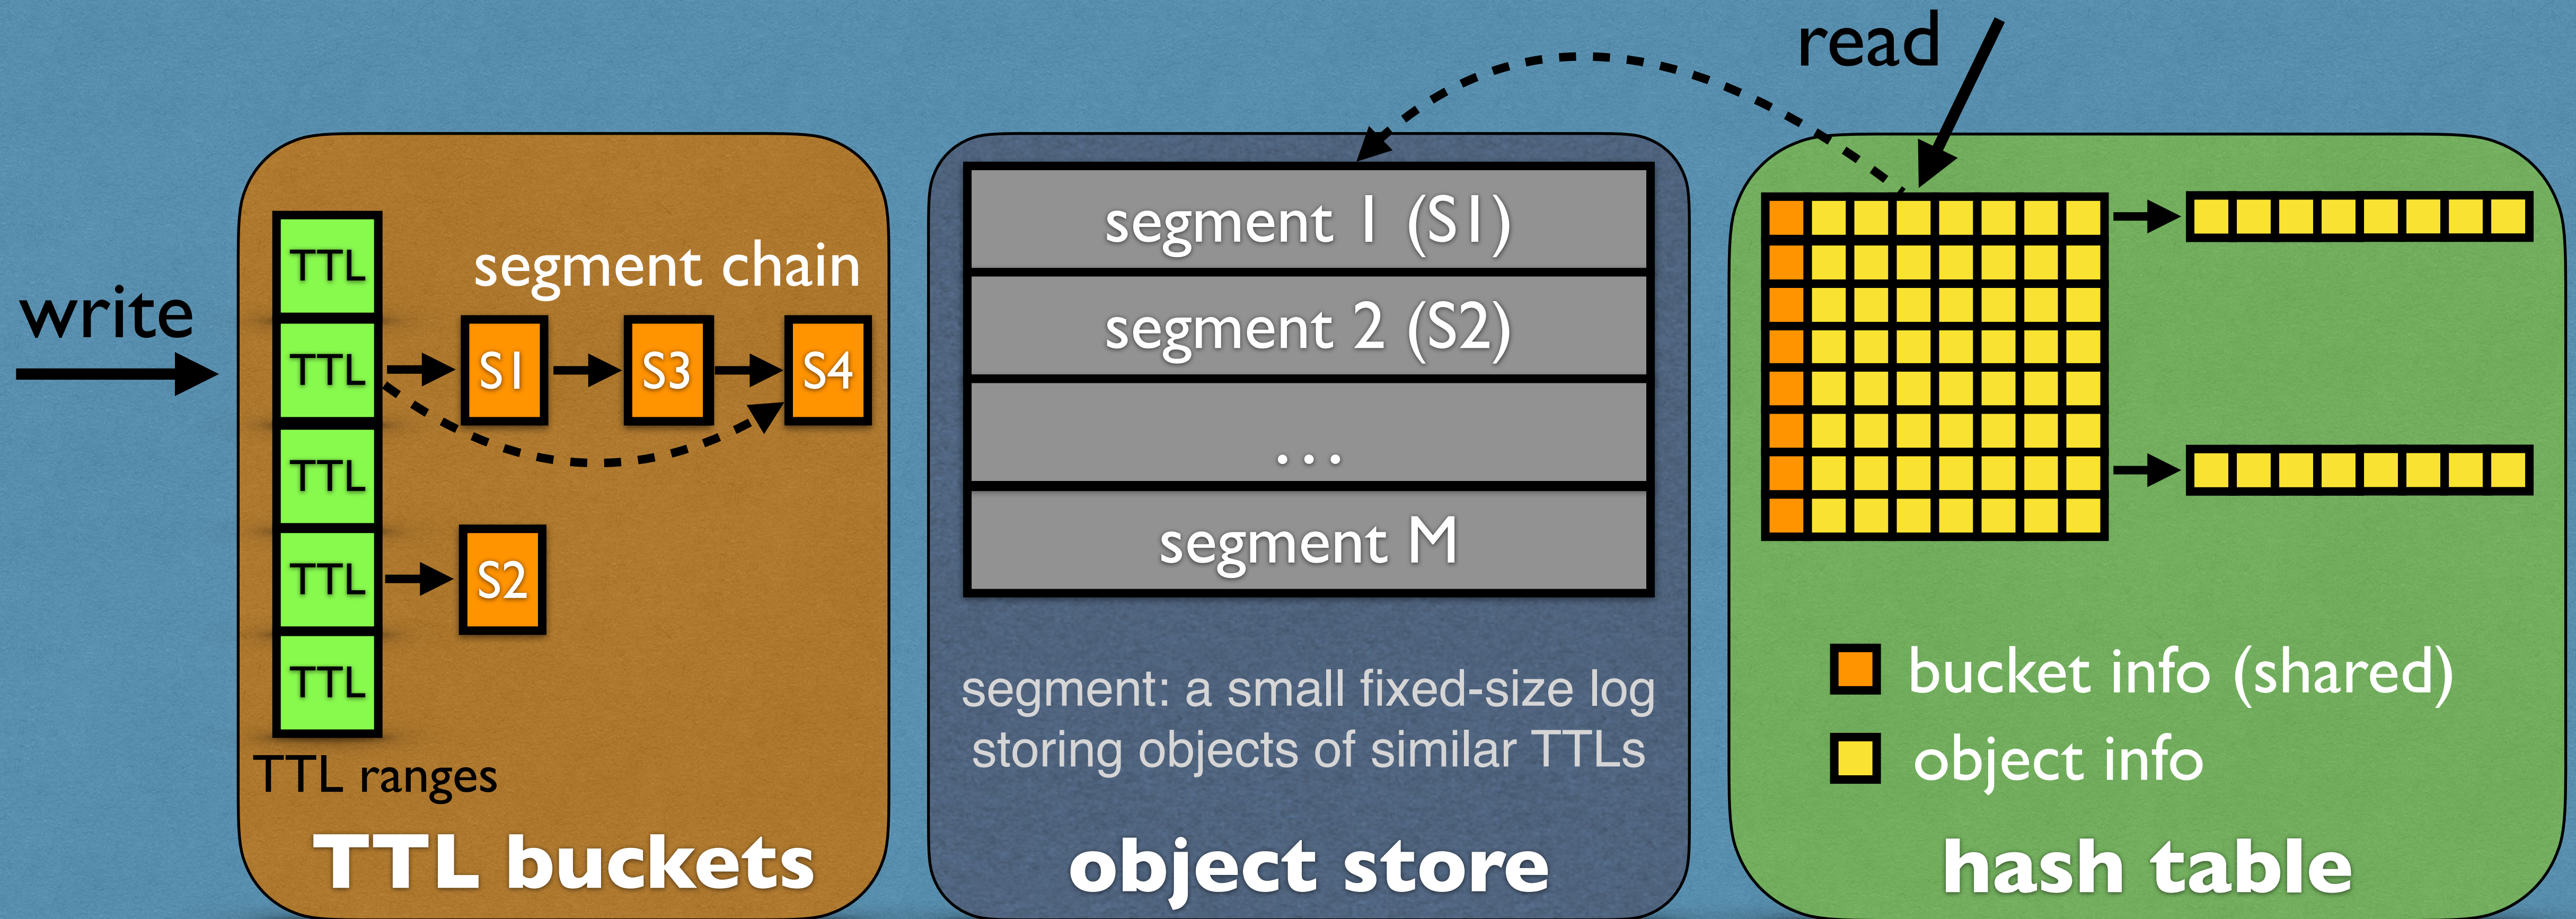 write
TTL
TTL
TTL
TTL
TTL
TTL ranges
segment chain
S1
S3
S4
S2
TTL buckets
segment 1 (S1)
segment 2 (S2)
...
segment M
segment: a small fixed-size log
storing objects of similar TTLs
object store
read
bucket info (shared)
object info
hash table